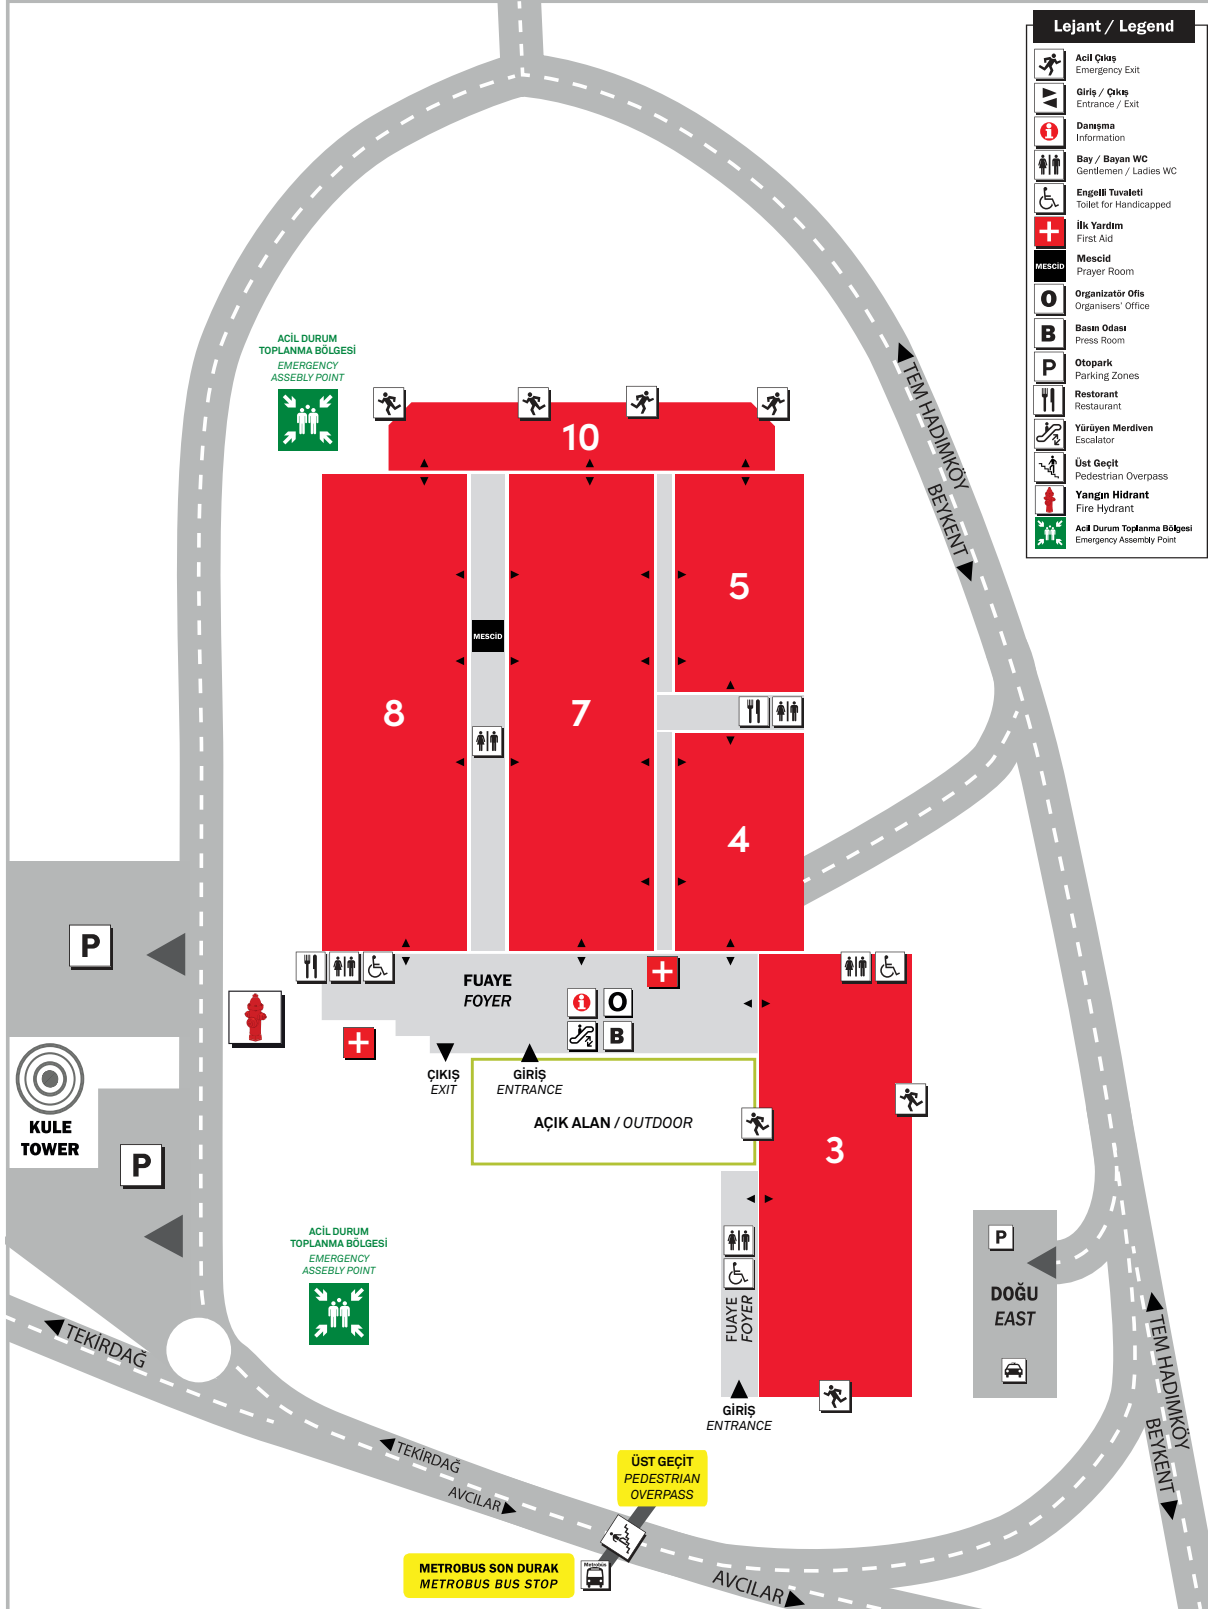 Lejant / Legend
Acil Çıkış
Emergency Exit
Giriş / Çıkış
Entrance / Exit
Danışma
Information
Bay / Bayan WC
Gentlemen / Ladies WC
Engelli Tuvaleti
Toilet for Handicapped
İlk Yardım
First Aid
MESCİD
Mescid
Prayer Room
O
Organizatör Ofis
Organisers' Office
B
Basın Odası
Press Room
P
Otopark
Parking Zones
Restorant
Restaurant
Yürüyen Merdiven
Escalator
Üst Geçit
Pedestrian Overpass
Yangın Hidrant
Fire Hydrant
Acil Durum Toplanma Bölgesi
Emergency Assembly Point
ACİL DURUM
TOPLANMA BÖLGESİ
EMERGENCY
ASSEBLY POINT
TEM HADIMKÖY
BEYKENT
10
5
MESCİD
8
7
4
P
FUAYE
FOYER
O
B
ÇIKIŞ
EXIT
GİRİŞ
ENTRANCE
AÇIK ALAN / OUTDOOR
KULE
TOWER
P
3
ACİL DURUM
TOPLANMA BÖLGESİ
EMERGENCY
ASSEBLY POINT
P
DOĞU
EAST
FUAYE
FOYER
GİRİŞ
ENTRANCE
TEKİRDAĞ
TEM HADIMKÖY
BEYKENT
TEKİRDAĞ
AVCILAR
ÜST GEÇİT
PEDESTRIAN
OVERPASS
METROBUS SON DURAK
METROBUS BUS STOP
Metrobüs
AVCILAR